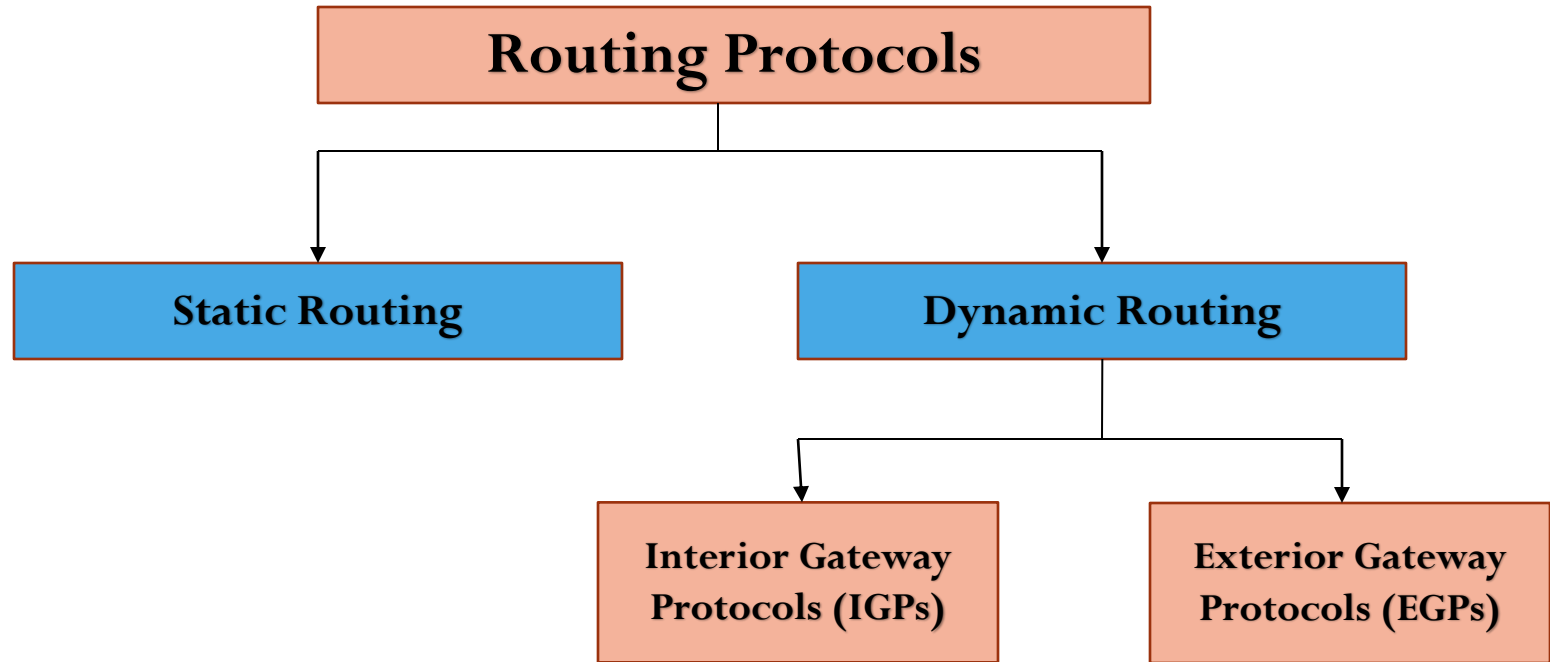 Routing Protocols
Static Routing
Dynamic Routing
Interior Gateway
Protocols (IGPs)
Exterior Gateway
Protocols (EGPs)